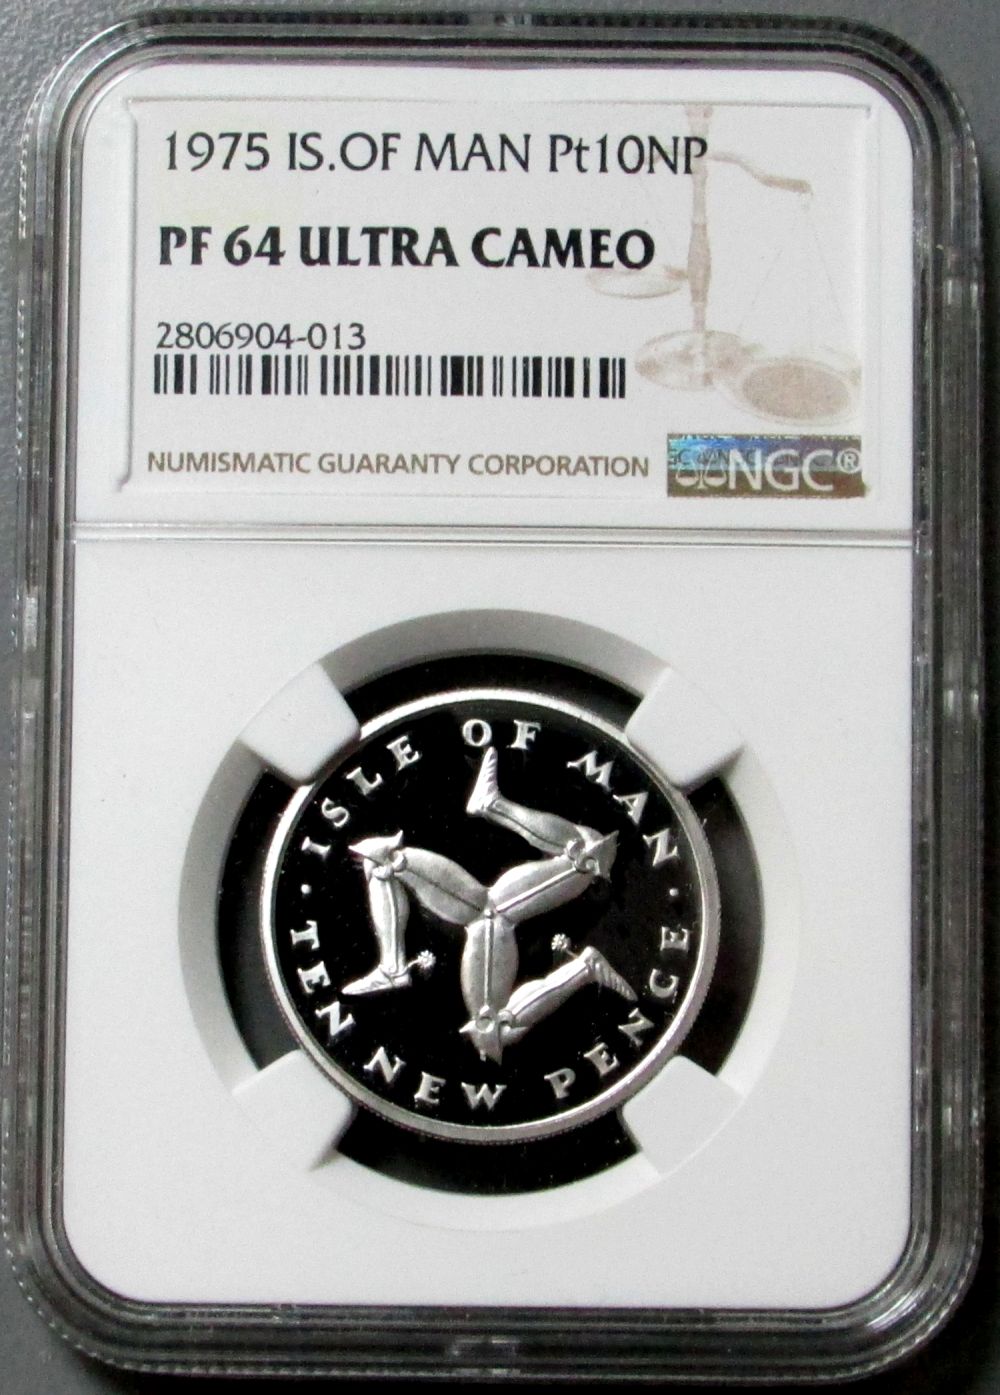 1975 IS.OF MAN Pt10NP
PF 64 ULTRA CAMEO
2806904-013
NUMISMATIC GUARANTY CORPORATION
NGC®
· ISLE OF MAN ·
TEN NEW PENCE